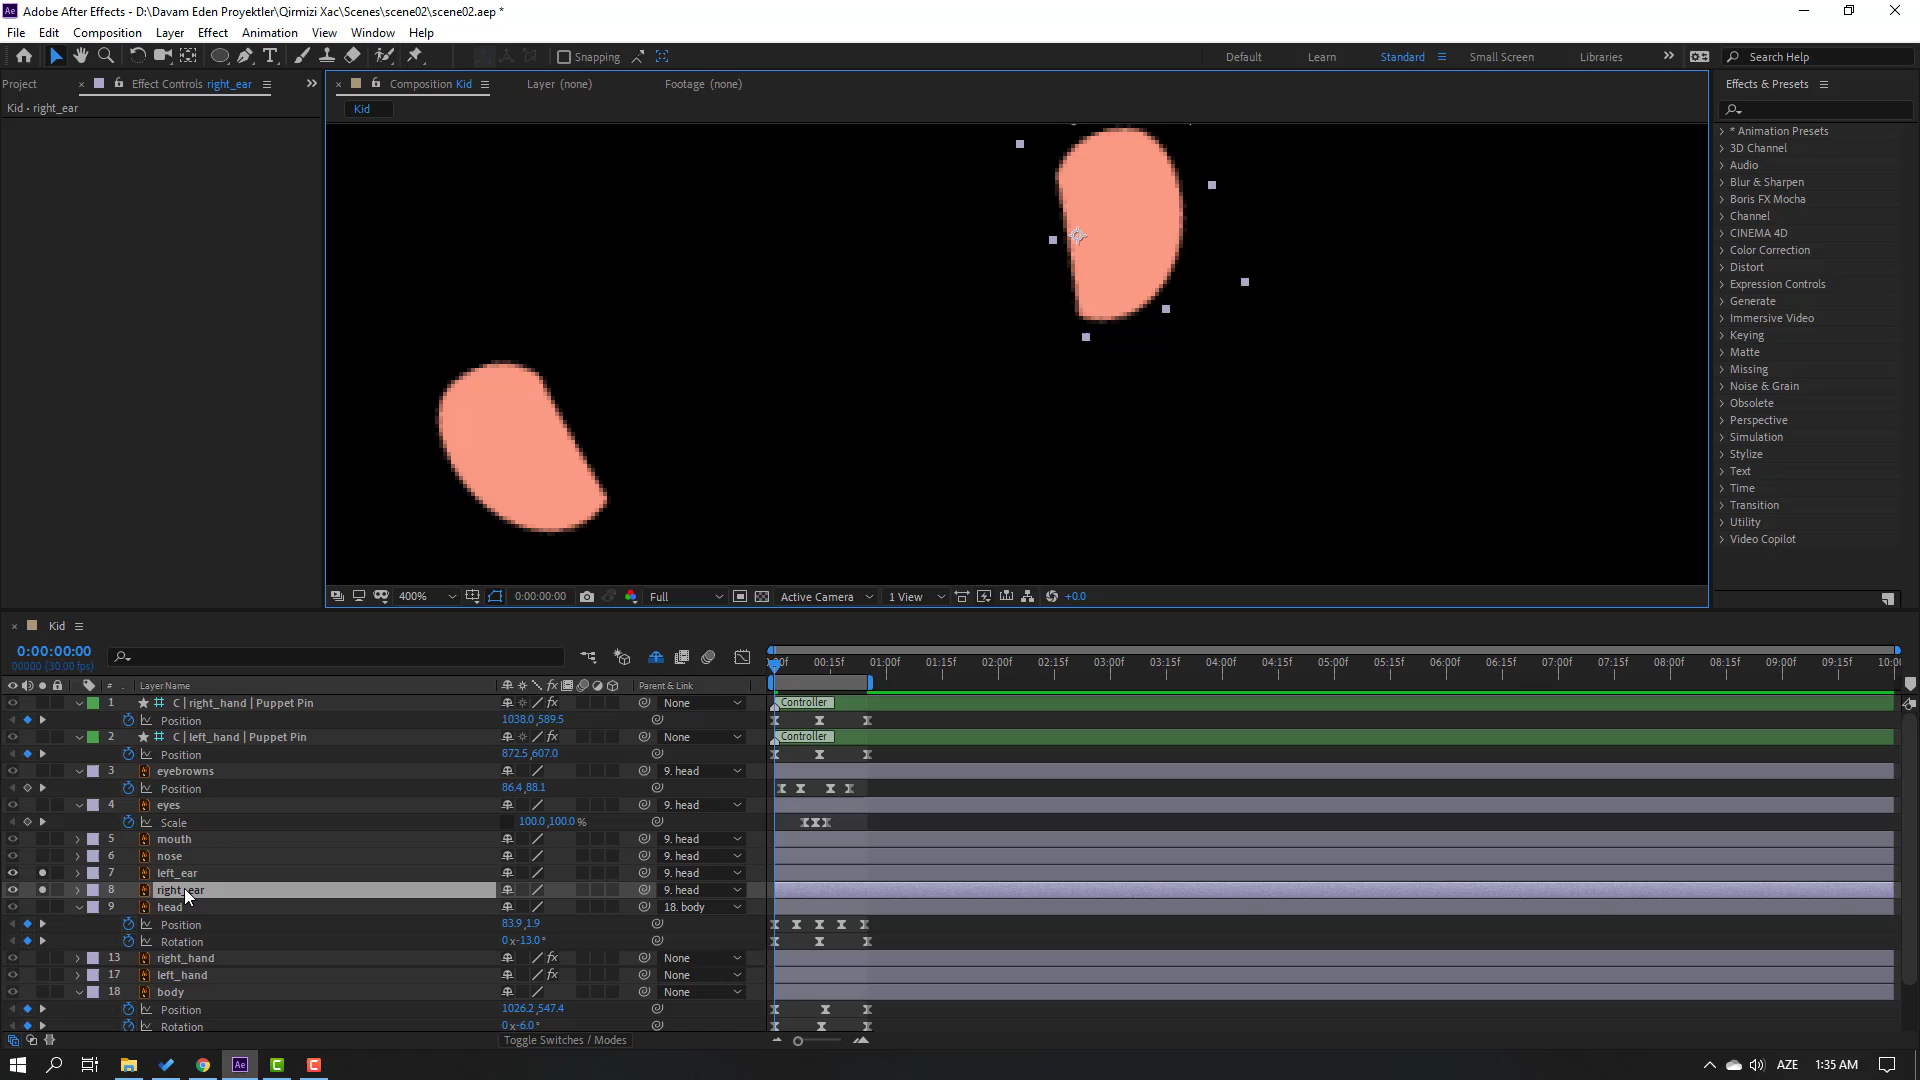 Adobe After Effects - D:\Davam Eden Proyektler\Qirmizi Xac\Scenes\scene02\scene02.aep *
File Edit Composition Layer Effect Animation View Window Help
Snapping Default Learn Standard Small Screen Libraries Search Help
Project Effect Controls right_ear Composition Kid Layer (none) Footage (none) Effects & Presets
Kid • right_ear Kid
* Animation Presets
3D Channel
Audio
Blur & Sharpen
Boris FX Mocha
Channel
CINEMA 4D
Color Correction
Distort
Expression Controls
Generate
Immersive Video
Keying
Matte
Missing
Noise & Grain
Obsolete
Perspective
Simulation
Stylize
Text
Time
Transition
Utility
Video Copilot
400% 0:00:00:00 Full Active Camera 1 View +0.0
Kid
0:00:00:00
00000 (30.00 fps)
:00f 00:15f 01:00f 01:15f 02:00f 02:15f 03:00f 03:15f 04:00f 04:15f 05:00f 05:15f 06:00f 06:15f 07:00f 07:15f 08:00f 08:15f 09:00f 09:15f 10:0
# Layer Name Parent & Link
1 C | right_hand | Puppet Pin None Controller
Position 1038.0,589.5
2 C | left_hand | Puppet Pin None Controller
Position 872.5,607.0
3 eyebrowns 9. head
Position 86.4,88.1
4 eyes 9. head
Scale 100.0,100.0 %
5 mouth 9. head
6 nose 9. head
7 left_ear 9. head
8 right_ear 9. head
9 head 18. body
Position 83.9,1.9
Rotation 0x-13.0°
13 right_hand fx None
17 left_hand fx None
18 body None
Position 1026.2,547.4
Rotation 0x-6.0°
Toggle Switches / Modes
AZE 1:35 AM